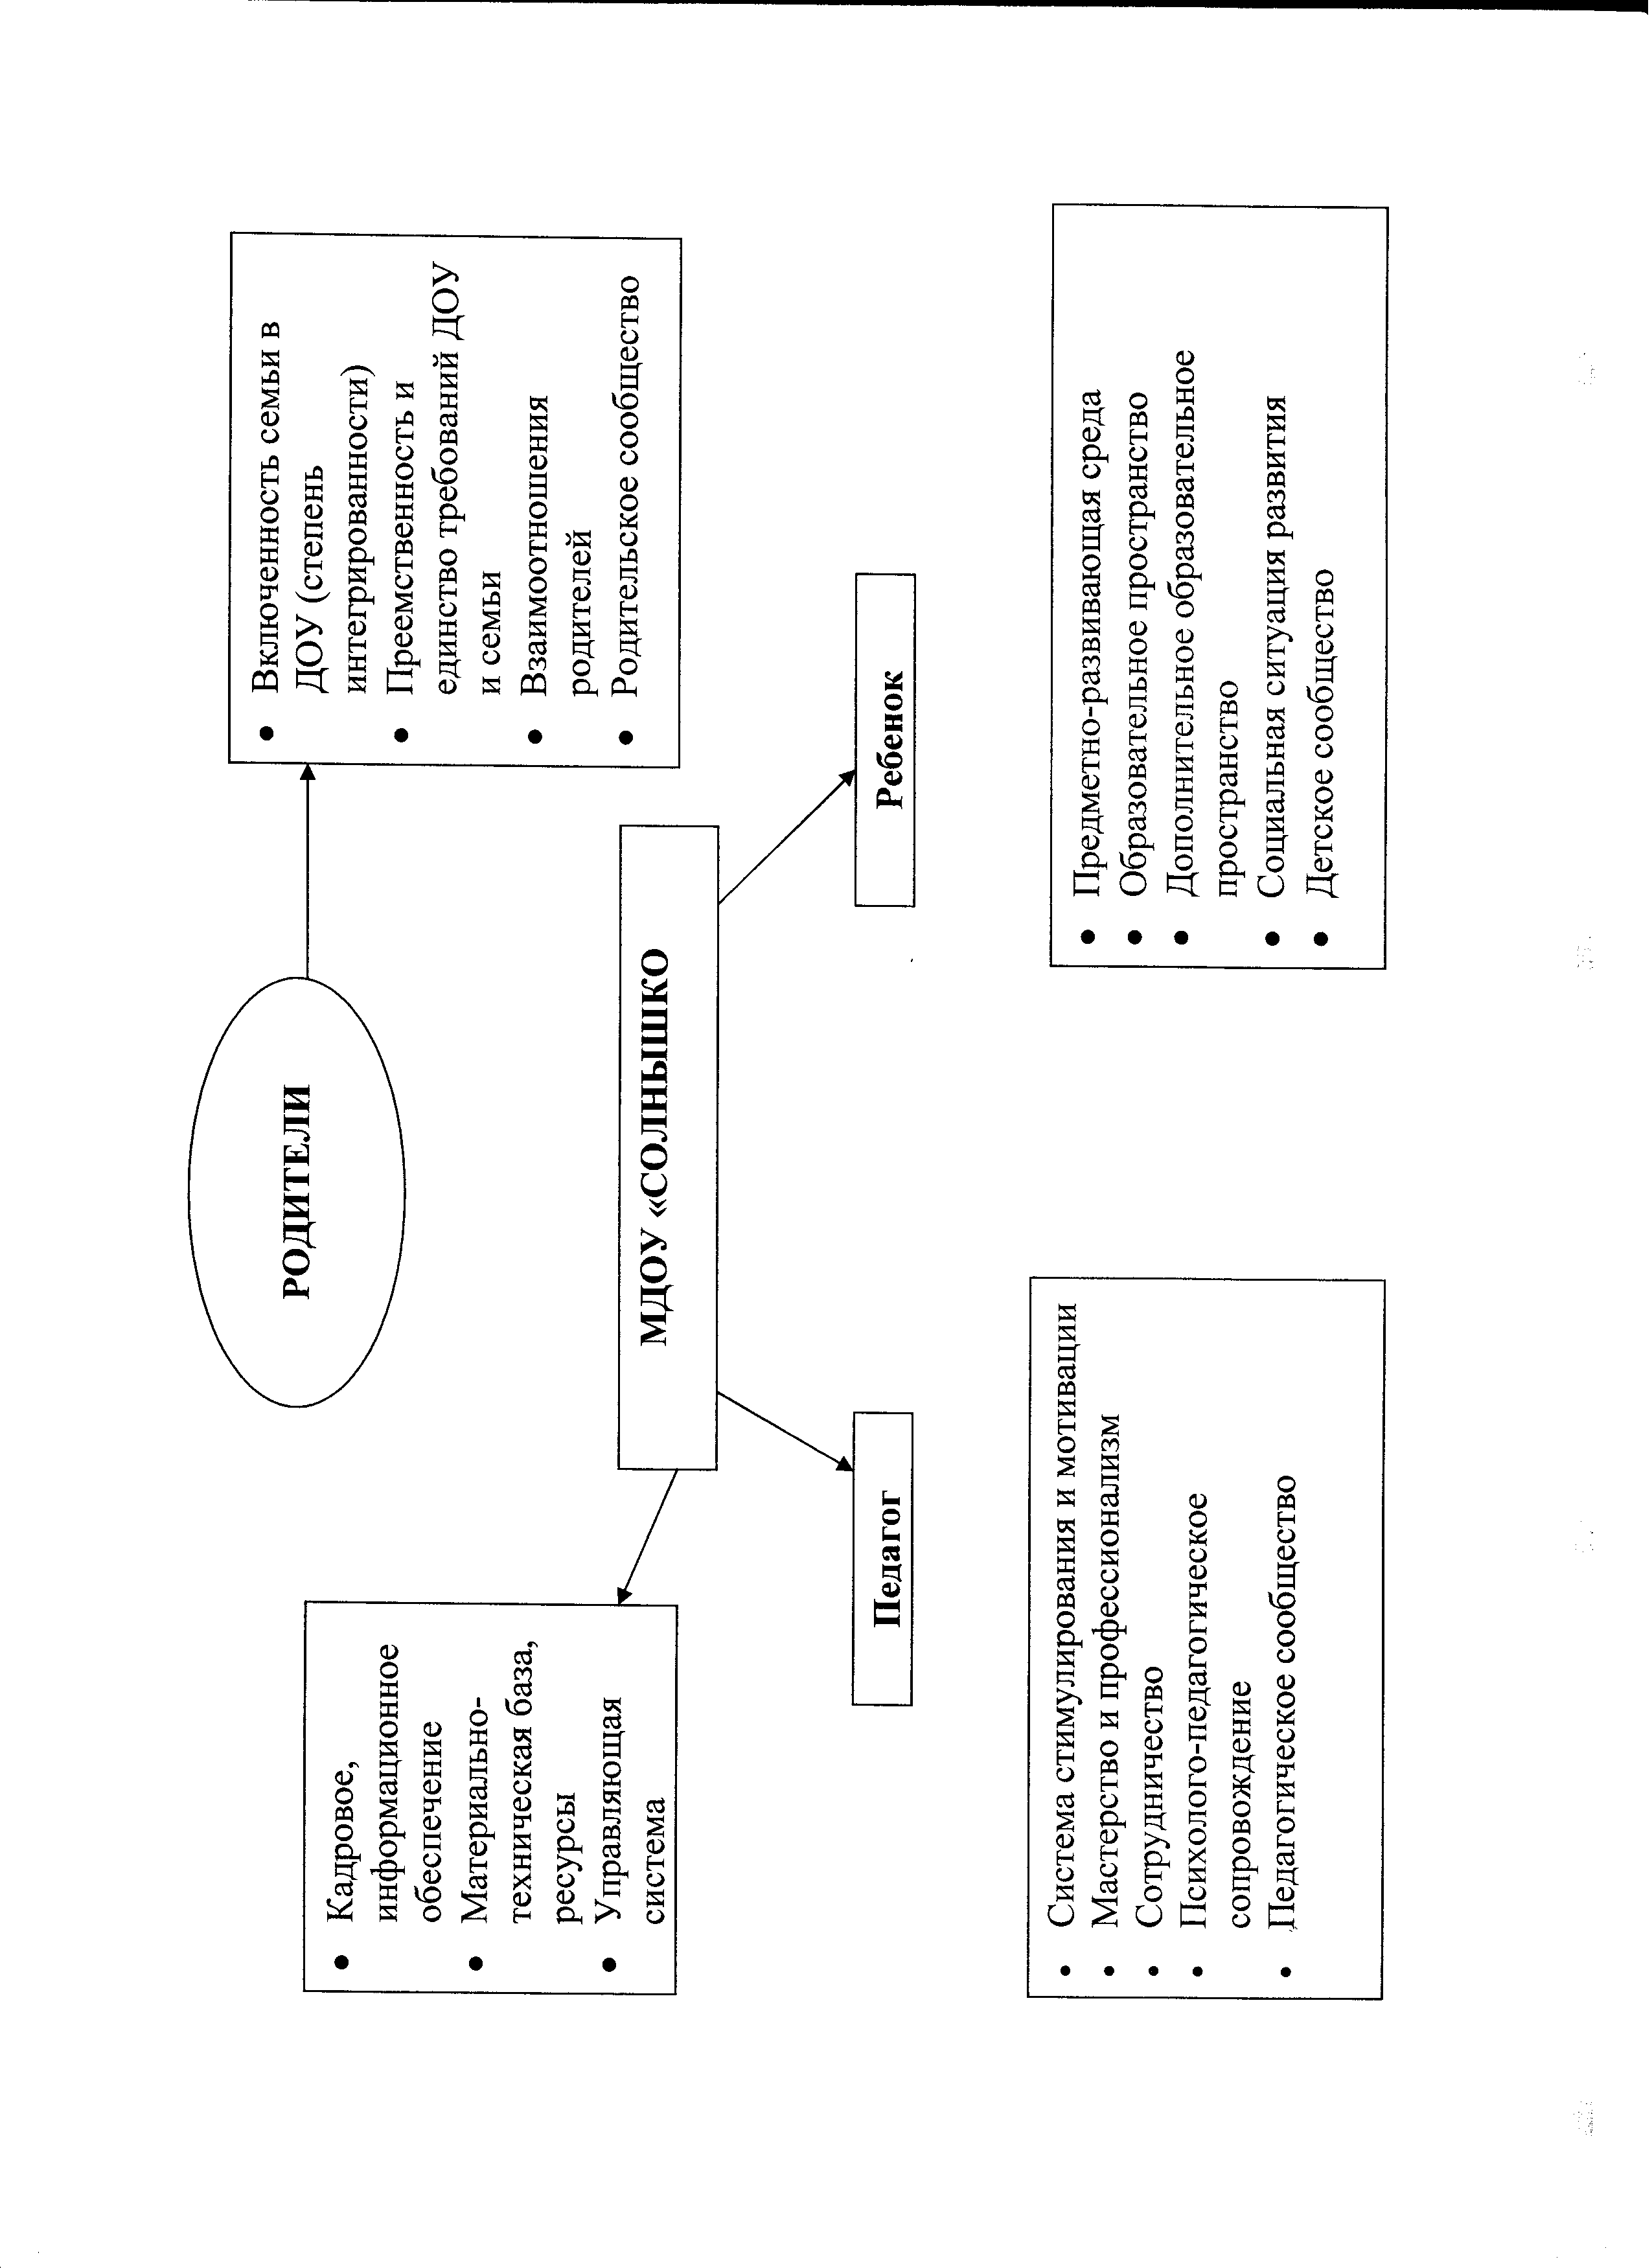 РОДИТЕЛИ
• Включенность семьи в
ДОУ (степень
интегрированности)
• Преемственность и
единство требований ДОУ
и семьи
• Взаимоотношения
родителей
• Родительское сообщество
• Кадровое,
информационное
обеспечение
• Материально-
техническая база,
ресурсы
• Управляющая
система
МДОУ «СОЛНЫШКО
Педагог
Ребенок
• Система стимулирования и мотивации
• Мастерство и профессионализм
• Сотрудничество
• Психолого-педагогическое
сопровождение
• Педагогическое сообщество
• Предметно-развивающая среда
• Образовательное пространство
• Дополнительное образовательное
пространство
• Социальная ситуация развития
• Детское сообщество